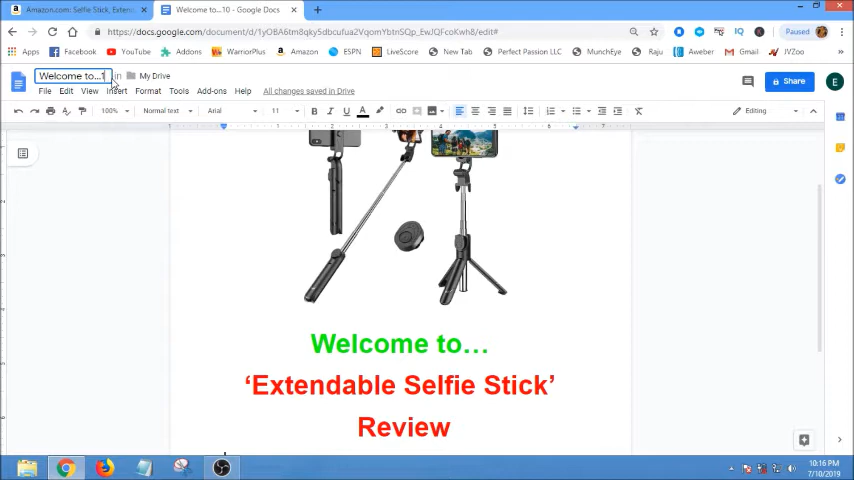 Amazon.com: Selfie Stick, Extend
Welcome to...10 - Google Docs
https://docs.google.com/document/d/1yOBA6tm8qky5dbcufua2VqomYbtnSQp_EwJQFcoKwh8/edit#
Paused
Apps
Facebook
YouTube
Addons
WarriorPlus
Amazon
ESPN
LiveScore
New Tab
Perfect Passion LLC
MunchEye
Raju
Aweber
Gmail
JVZoo
Welcome to...1
in
My Drive
Share
E
File Edit View Insert Format Tools Add-ons Help All changes saved in Drive
100% Normal text Arial 11 B I U A Editing
Welcome to…
‘Extendable Selfie Stick’
Review
10:16 PM
7/10/2019